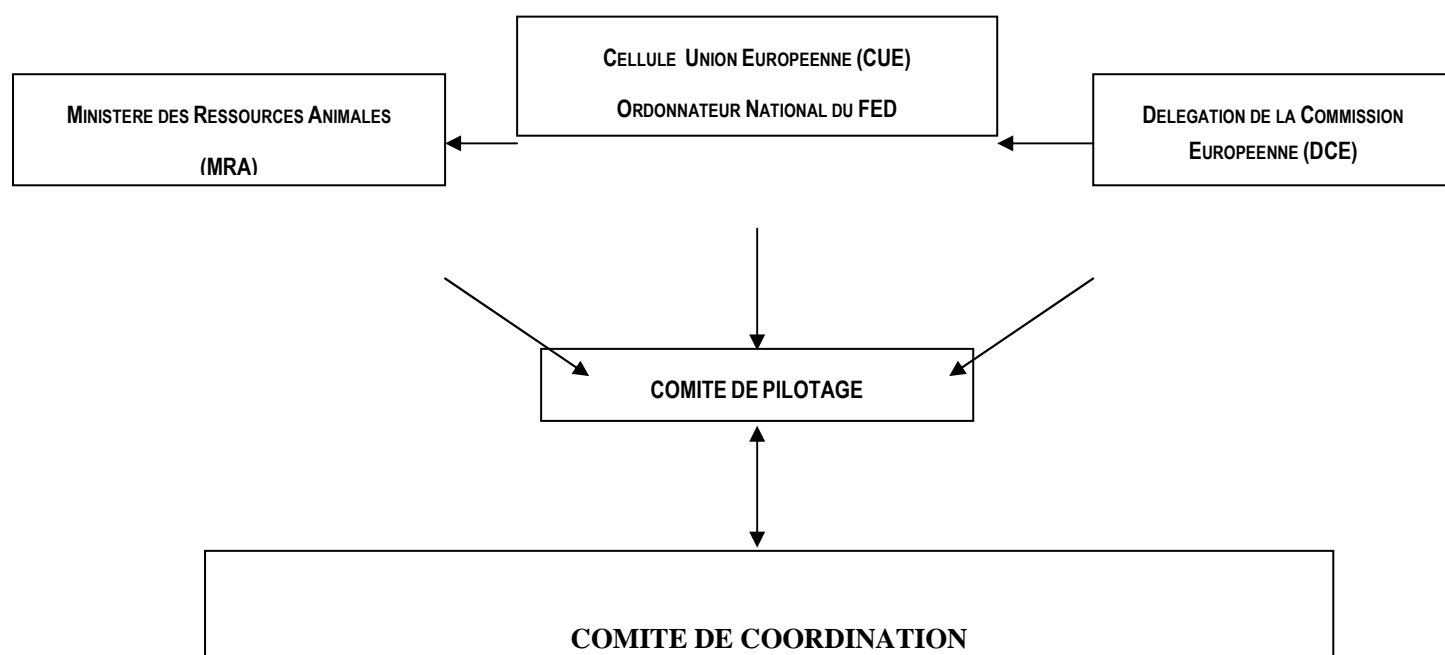 CELLULE UNION EUROPEENNE (CUE)
ORDONNATEUR NATIONAL DU FED
MINISTERE DES RESSOURCES ANIMALES
(MRA)
DELEGATION DE LA COMMISSION
EUROPEENNE (DCE)
COMITE DE PILOTAGE
COMITE DE COORDINATION